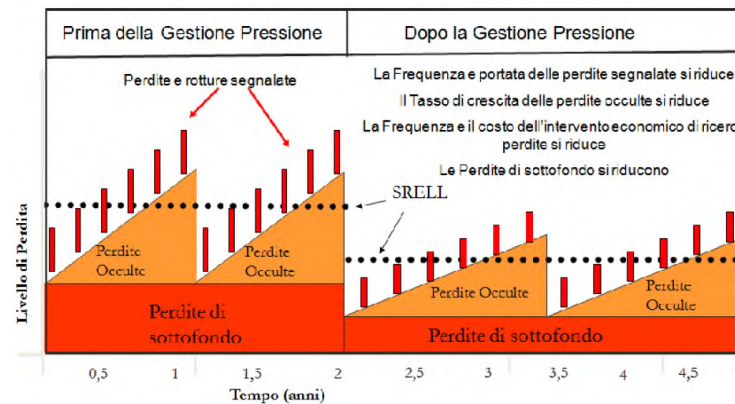 Prima della Gestione Pressione
Dopo la Gestione Pressione
Perdite e rotture segnalate
La Frequenza e portata delle perdite segnalate si riduce
Il Tasso di crescita delle perdite occulte si riduce
La Frequenza e il costo dell'intervento economico di ricerc
perdite si riduce
Le Perdite di sottofondo si riducono
SRELL
Livello di Perdita
Perdite
Occulte
Perdite
Occulte
Perdite Occulte
Perdite
Occulte
Perdite di
sottofondo
Perdite di sottofondo
0,5 1 1,5 2 2,5 3 3,5 4 4,5
Tempo (anni)